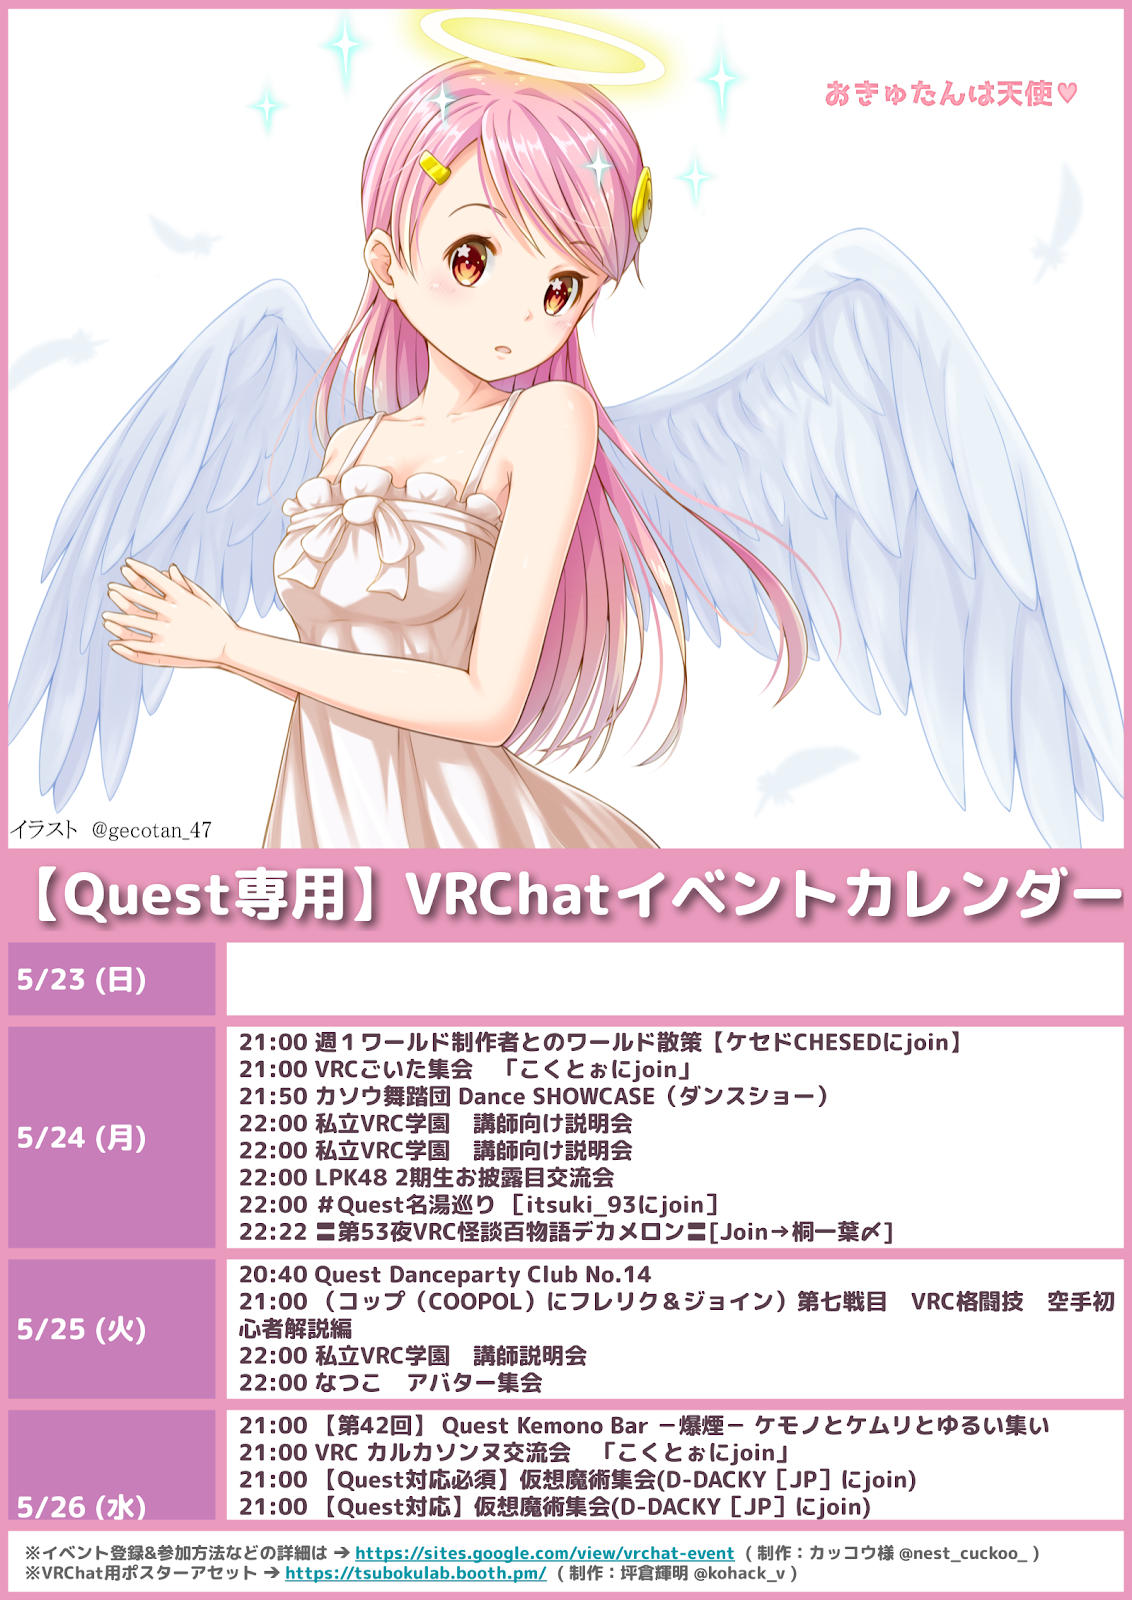 おきゅたんは天使♥
イラスト @gecotan_47
【Quest専用】VRChatイベントカレンダー
5/23 (日)
5/24 (月)
21:00 週１ワールド制作者とのワールド散策【ケセドCHESEDにjoin】
21:00 VRCごいた集会　「こくとぉにjoin」
21:50 カソウ舞踏団 Dance SHOWCASE（ダンスショー）
22:00 私立VRC学園　講師向け説明会
22:00 私立VRC学園　講師向け説明会
22:00 LPK48 2期生お披露目交流会
22:00 ＃Quest名湯巡り ［itsuki_93にjoin］
22:22 〓第53夜VRC怪談百物語デカメロン〓[Join→桐一葉〆]
5/25 (火)
20:40 Quest Danceparty Club No.14
21:00 （コップ（COOPOL）にフレリク＆ジョイン）第七戦目　VRC格闘技　空手初
心者解説編
22:00 私立VRC学園　講師説明会
22:00 なつこ　アバター集会
5/26 (水)
21:00 【第42回】 Quest Kemono Bar －爆煙－ ケモノとケムリとゆるい集い
21:00 VRC カルカソンヌ交流会　「こくとぉにjoin」
21:00 【Quest対応必須】仮想魔術集会(D-DACKY［JP］にjoin)
21:00 【Quest対応】仮想魔術集会(D-DACKY［JP］にjoin)
※イベント登録&参加方法などの詳細は → https://sites.google.com/view/vrchat-event ( 制作：カッコウ様 @nest_cuckoo_ )
※VRChat用ポスターアセット → https://tsubokulab.booth.pm/ ( 制作：坪倉輝明 @kohack_v )